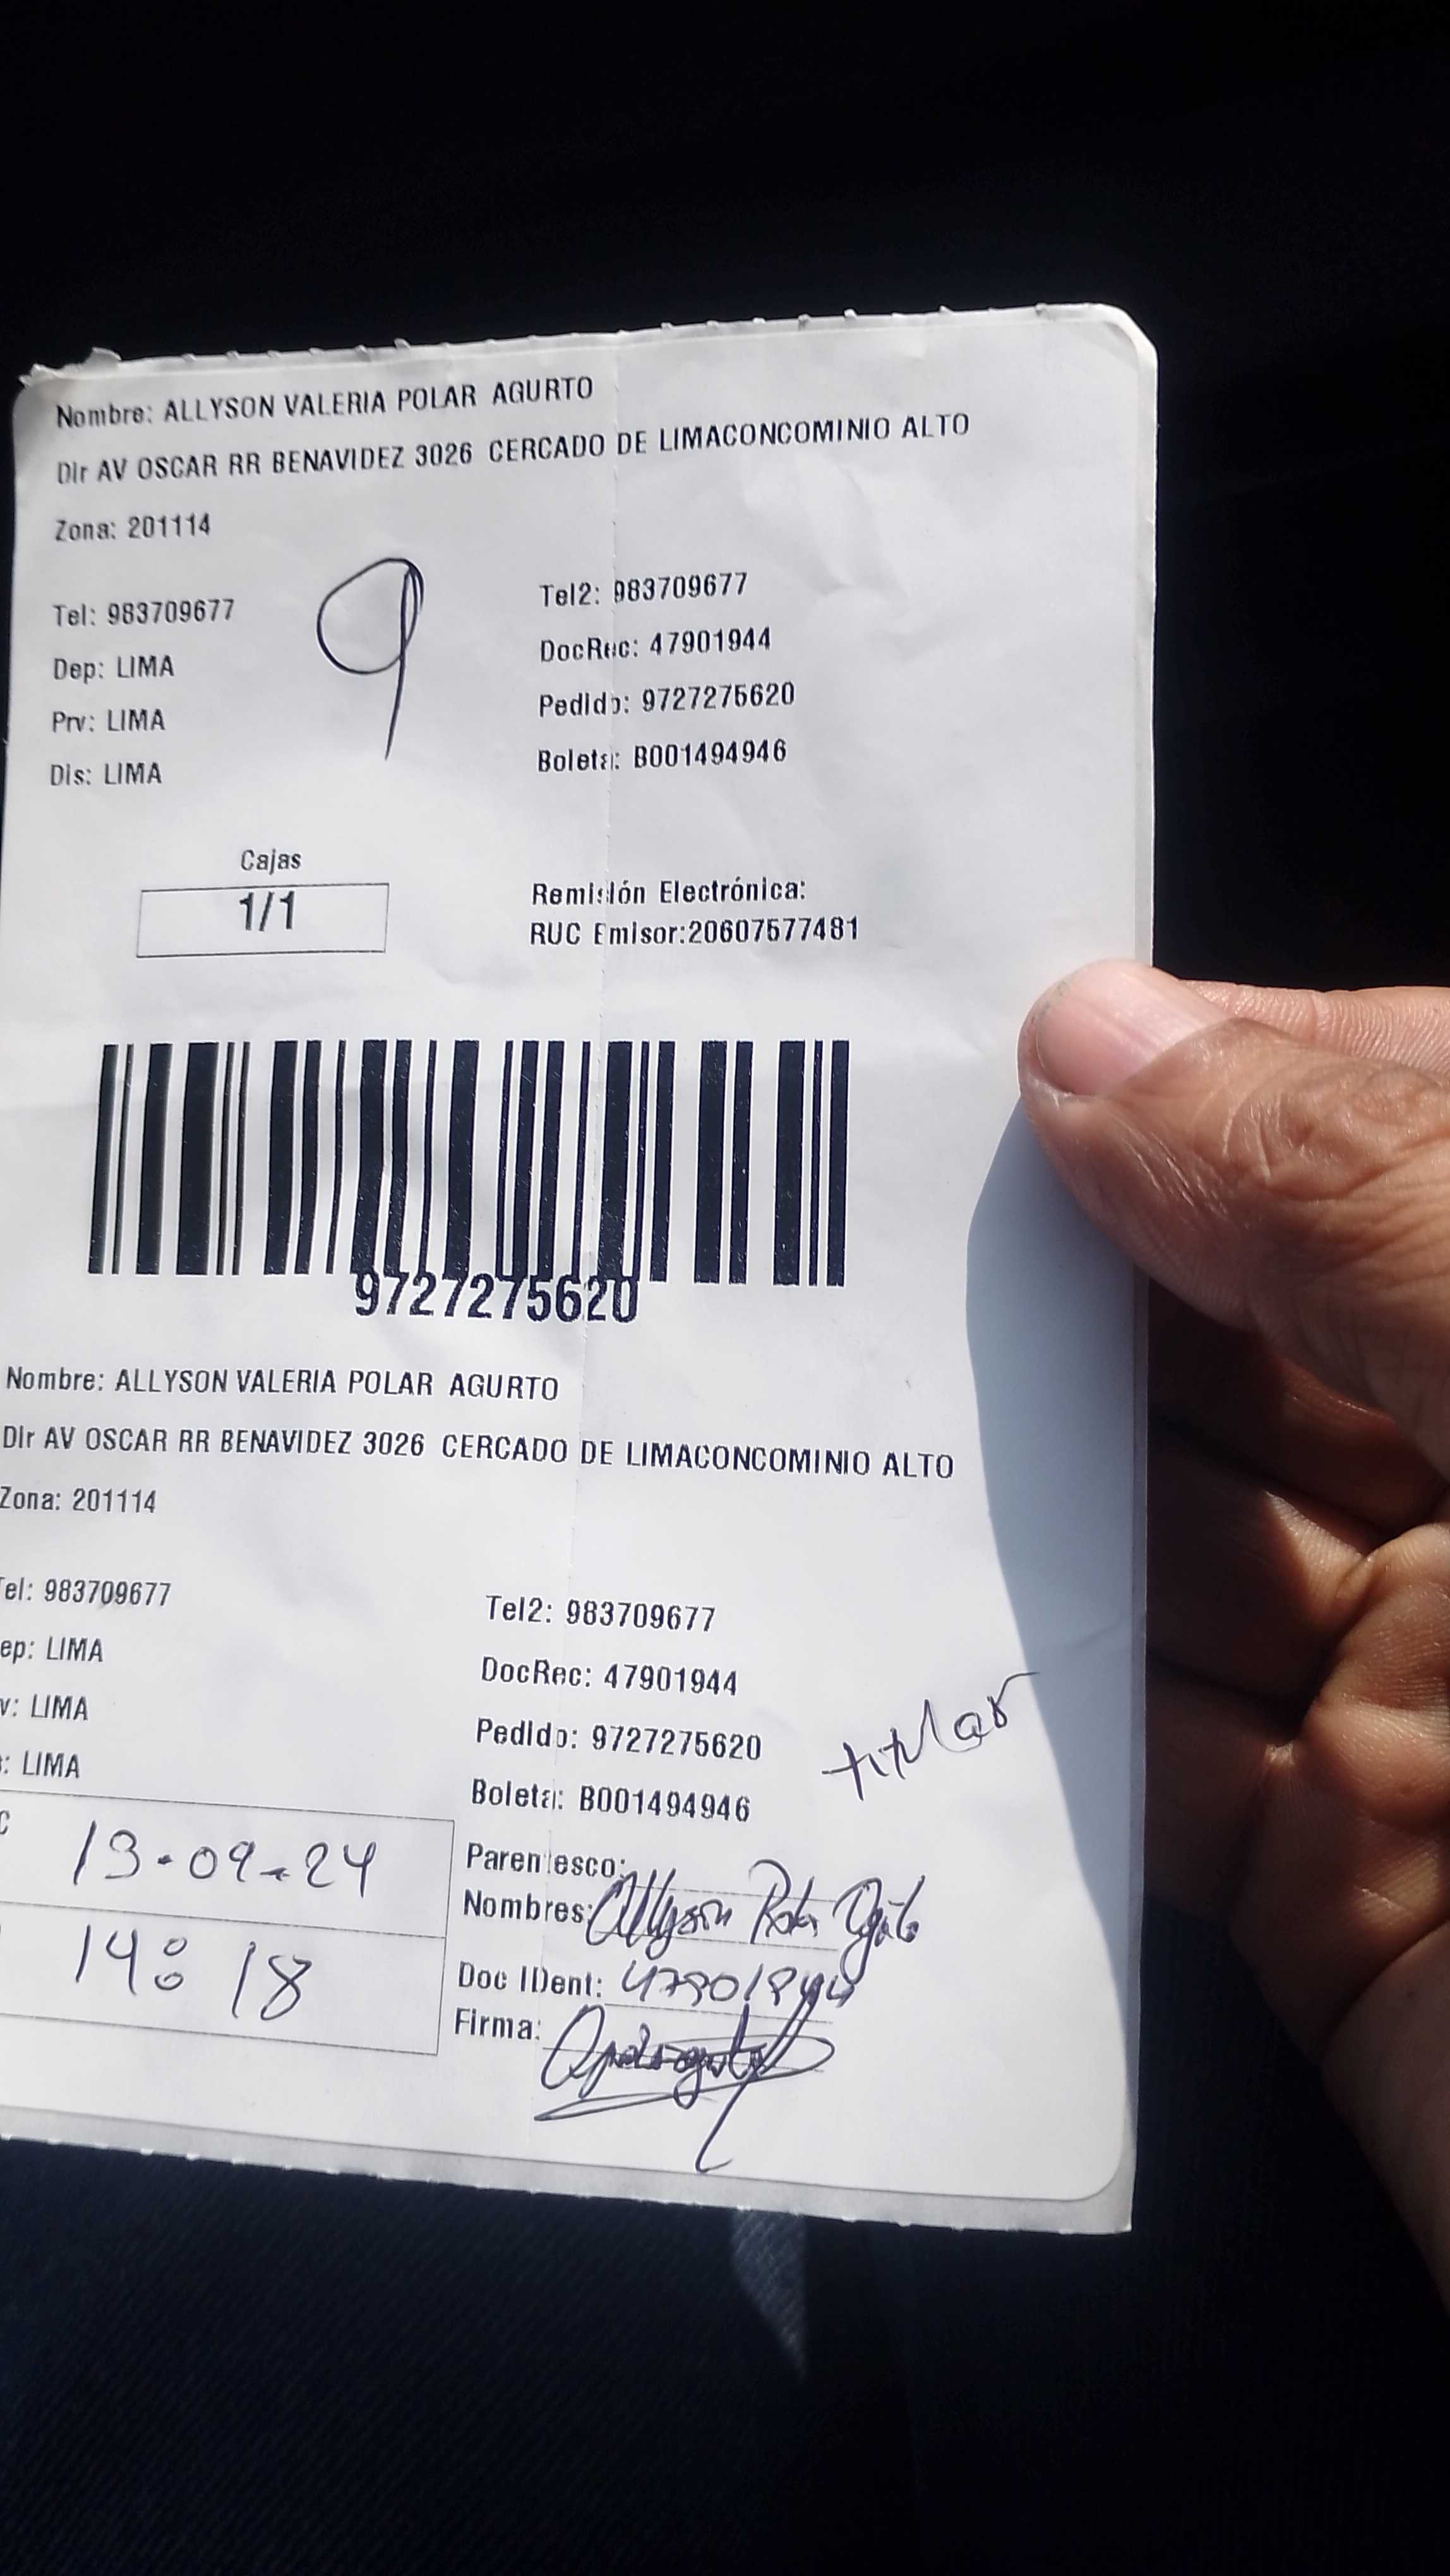 Nombre: ALLYSON VALERIA POLAR AGURTO
Dir AV OSCAR RR BENAVIDEZ 3026 CERCADO DE LIMACONCOMINIO ALTO
Zona: 201114
9
Tel: 983709677 Tel2: 983709677
Dep: LIMA DocRec: 47901944
Prv: LIMA Pedido: 9727275620
Dis: LIMA Boleta: B001494946
Cajas
1/1
Remisión Electrónica:
RUC Emisor:20607577481
9727275620
Nombre: ALLYSON VALERIA POLAR AGURTO
Dir AV OSCAR RR BENAVIDEZ 3026 CERCADO DE LIMACONCOMINIO ALTO
Zona: 201114
Tel: 983709677 Tel2: 983709677
ep: LIMA DocRec: 47901944
v: LIMA Pedido: 9727275620
: LIMA Boleta: B001494946
titular
C 13-09-24
14:18
Parentesco:
Nombres: Allyson Polar Agurto
Doc IDent:
Firma: